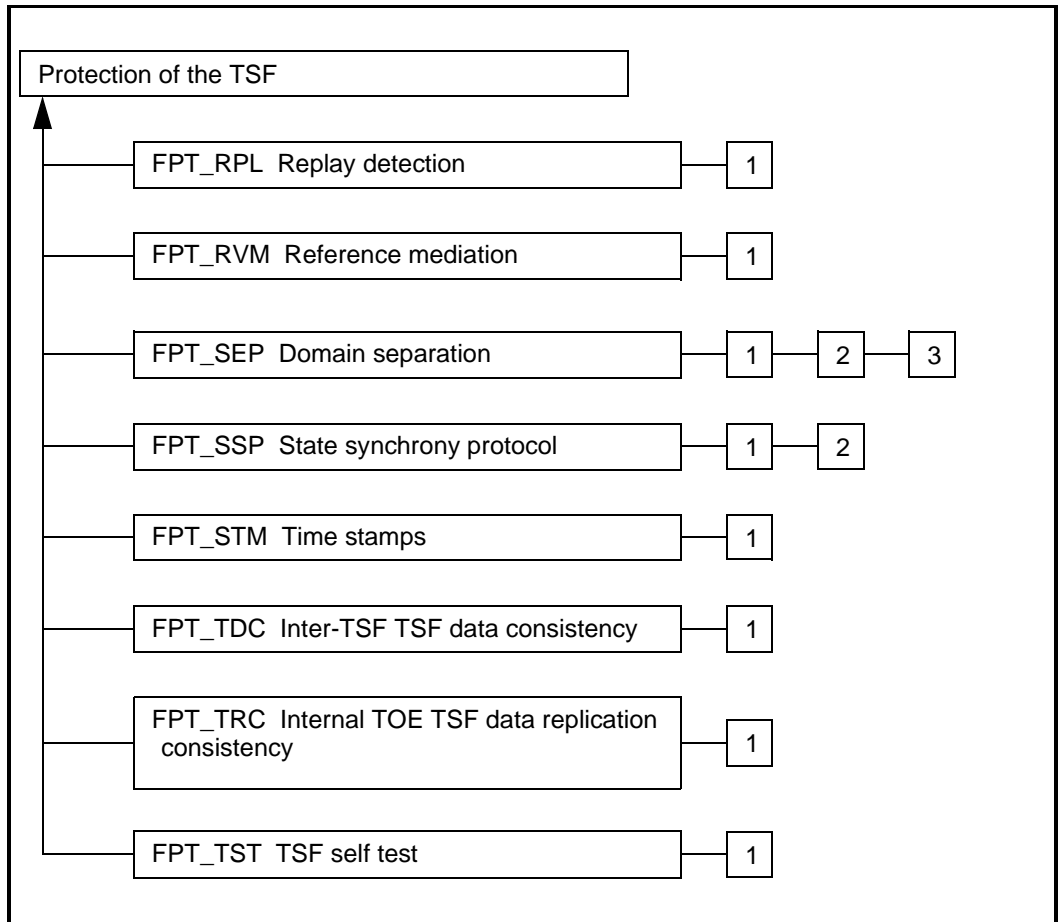 Protection of the TSF
FPT_RPL Replay detection 1
FPT_RVM Reference mediation 1
FPT_SEP Domain separation 1 2 3
FPT_SSP State synchrony protocol 1 2
FPT_STM Time stamps 1
FPT_TDC Inter-TSF TSF data consistency 1
FPT_TRC Internal TOE TSF data replication
consistency 1
FPT_TST TSF self test 1